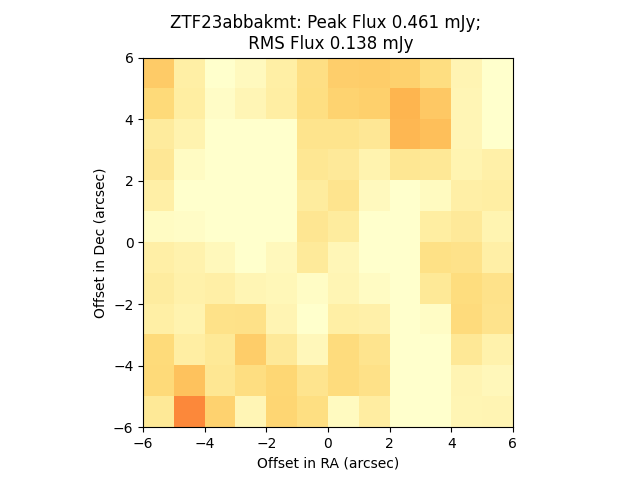 ZTF23abbakmt: Peak Flux 0.461 mJy;
RMS Flux 0.138 mJy
6
4
2
0
−2
−4
−6
Offset in Dec (arcsec)
−6 −4 −2 0 2 4 6
Offset in RA (arcsec)